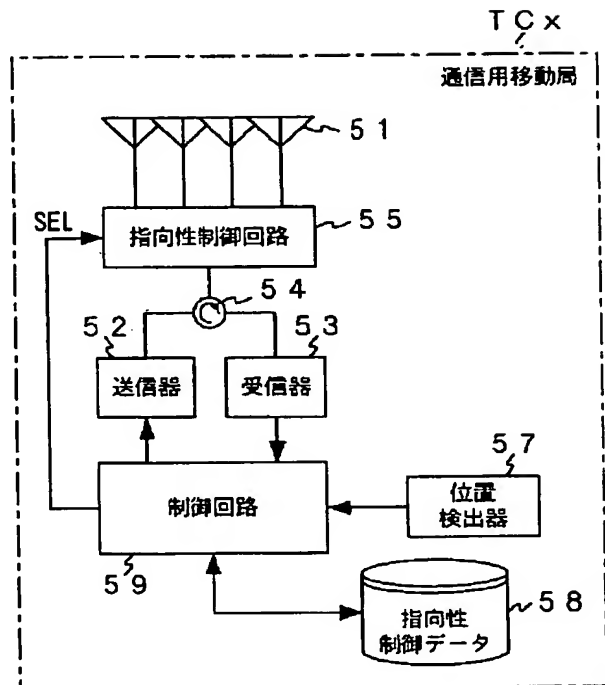 TCx
通信用移動局
51
SEL
指向性制御回路
55
54
52
53
送信器
受信器
57
制御回路
位置
検出器
59
58
指向性
制御データ